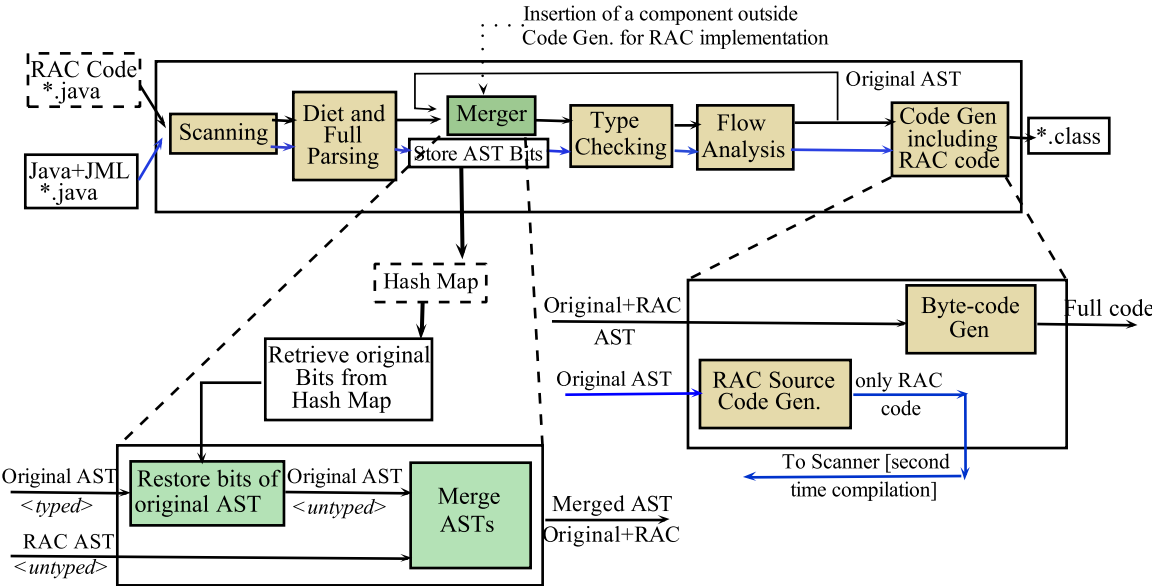 Insertion of a component outside
Code Gen. for RAC implementation
RAC Code
*.java
Original AST
Scanning
Diet and
Full
Parsing
Merger
Store AST Bits
Type
Checking
Flow
Analysis
Code Gen
including
RAC code
*.class
Java+JML
*.java
Hash Map
Retrieve original
Bits from
Hash Map
Original+RAC
AST
Byte-code
Gen
Full code
Original AST
RAC Source
Code Gen.
only RAC
code
To Scanner [second
time compilation]
Original AST
<typed>
Restore bits of
original AST
Original AST
<untyped>
Merge
ASTs
Merged AST
Original+RAC
RAC AST
<untyped>